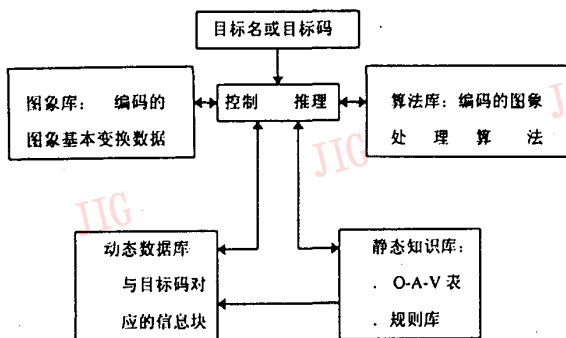 目标名或目标码
图象库： 编码的
图象基本变换数据
控制 推理
算法库：编码的图象
处 理 算 法
JIG
JIG
J
动态数据库
与目标码对
应的信息块
静态知识库：
. O-A-V 表
. 规则库